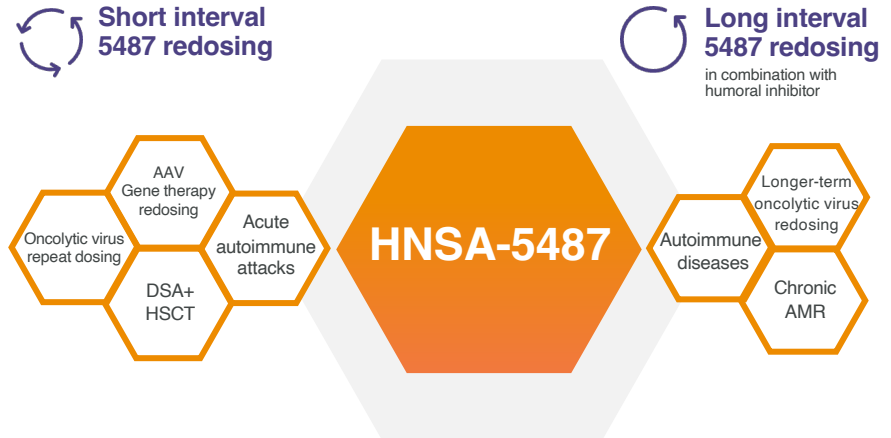 Short interval
5487 redosing
Long interval
5487 redosing
in combination with
humoral inhibitor
AAV
Gene therapy
redosing
Oncolytic virus
repeat dosing
Acute
autoimmune
attacks
DSA+
HSCT
HNSA-5487
Autoimmune
diseases
Longer-term
oncolytic virus
redosing
Chronic
AMR